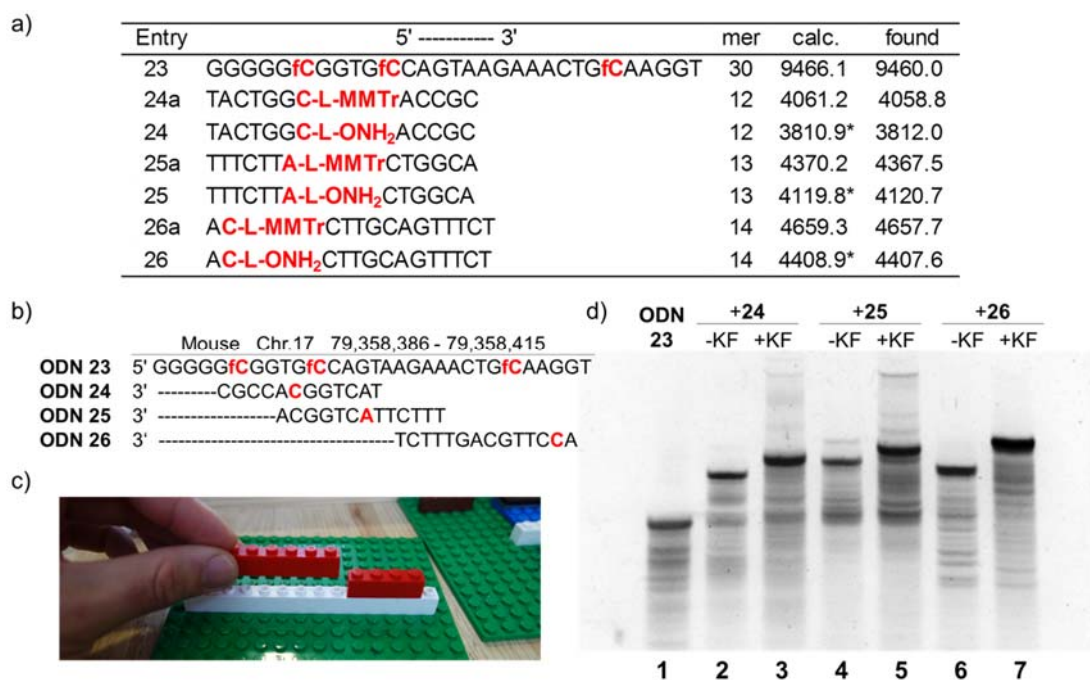 a)
Entry 5' ----------- 3' mer calc. found
23 GGGGGfCGGTGfCCAGTAAGAAACTGfCAAGGT 30 9466.1 9460.0
24a TACTGGC-L-MMTrACCGC 12 4061.2 4058.8
24 TACTGGC-L-ONH₂ACCGC 12 3810.9* 3812.0
25a TTTCTTA-L-MMTrCTGGCA 13 4370.2 4367.5
25 TTTCTTA-L-ONH₂CTGGCA 13 4119.8* 4120.7
26a AC-L-MMTrCTTGCAGTTTCT 14 4659.3 4657.7
26 AC-L-ONH₂CTTGCAGTTTCT 14 4408.9* 4407.6
b)
Mouse Chr.17 79,358,386 - 79,358,415
ODN 23 5' GGGGGfCGGTGfCCAGTAAGAAACTGfCAAGGT
ODN 24 3' ---------CGCCACGGTCAT
ODN 25 3' ------------------ACGGTCATTCTTT
ODN 26 3' ------------------------------------TCTTTGACGTTCCA
c)
d)
ODN +24 +25 +26
23 -KF +KF -KF +KF -KF +KF
1 2 3 4 5 6 7